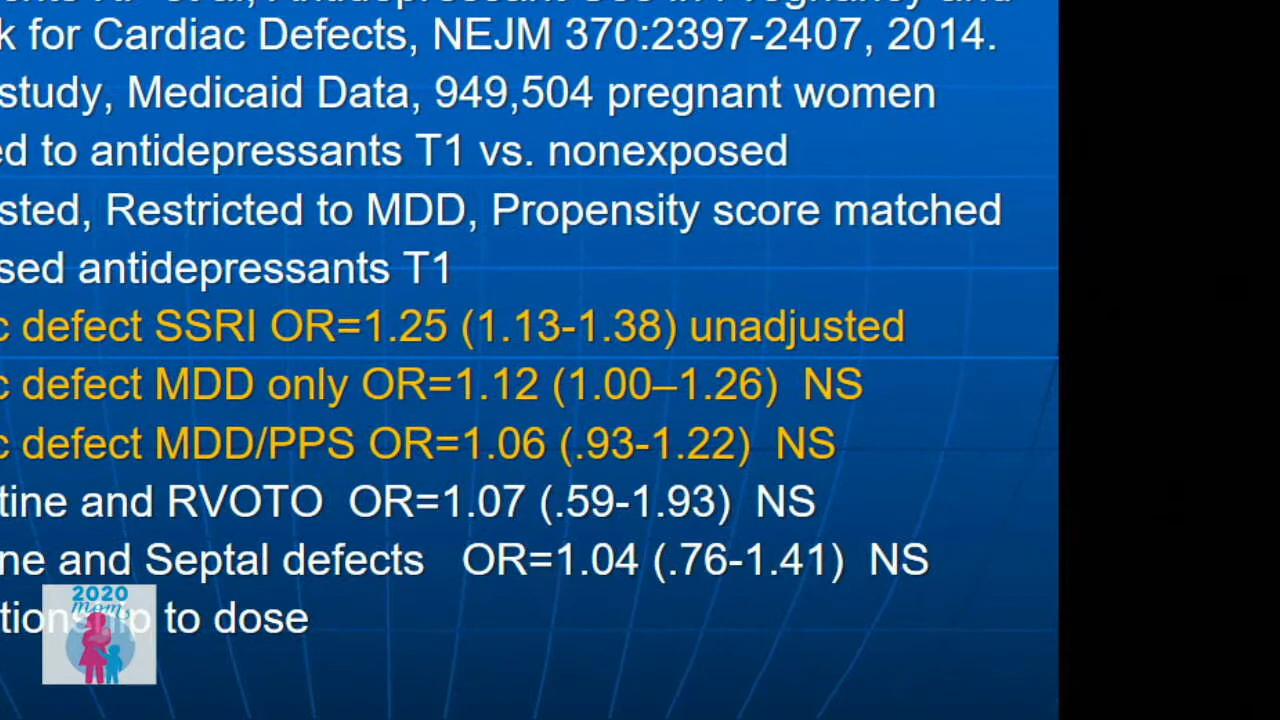 k for Cardiac Defects, NEJM 370:2397-2407, 2014.
study, Medicaid Data, 949,504 pregnant women
ed to antidepressants T1 vs. nonexposed
sted, Restricted to MDD, Propensity score matched
sed antidepressants T1
c defect SSRI OR=1.25 (1.13-1.38) unadjusted
c defect MDD only OR=1.12 (1.00–1.26) NS
c defect MDD/PPS OR=1.06 (.93-1.22) NS
tine and RVOTO OR=1.07 (.59-1.93) NS
ne and Septal defects OR=1.04 (.76-1.41) NS
to dose
2020
mom's